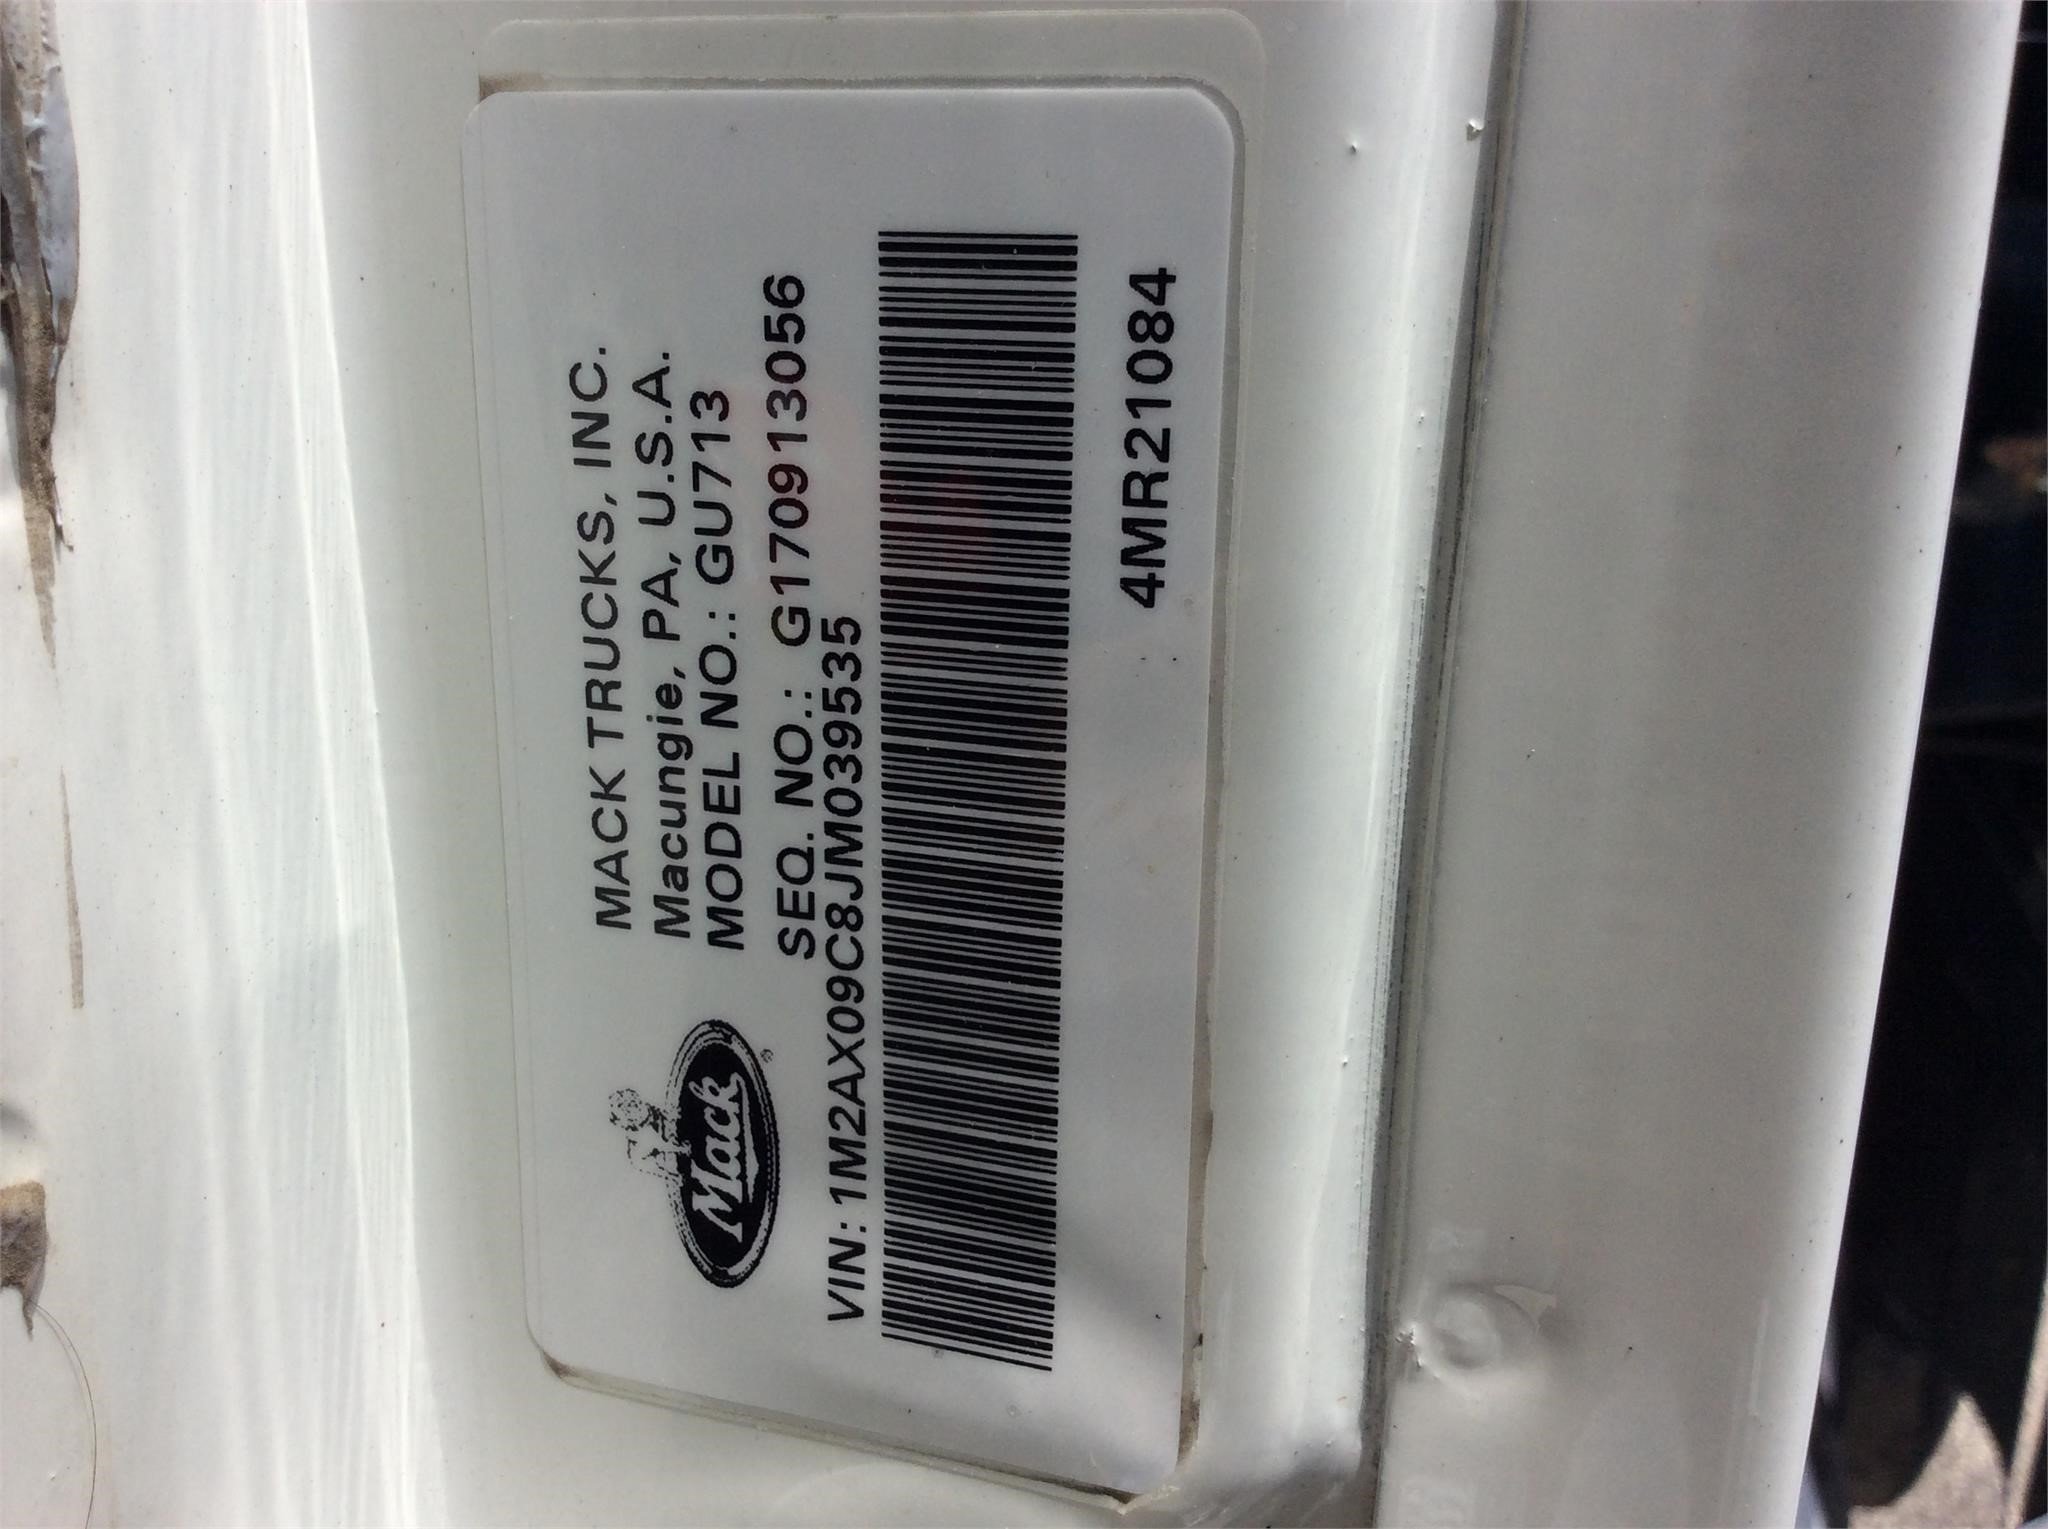 MACK TRUCKS, INC.
Macungie, PA, U.S.A.
MODEL NO.: GU713
SEQ. NO.: G170913056
Mack®
VIN: 1M2AX09C8JM039535
4MR21084